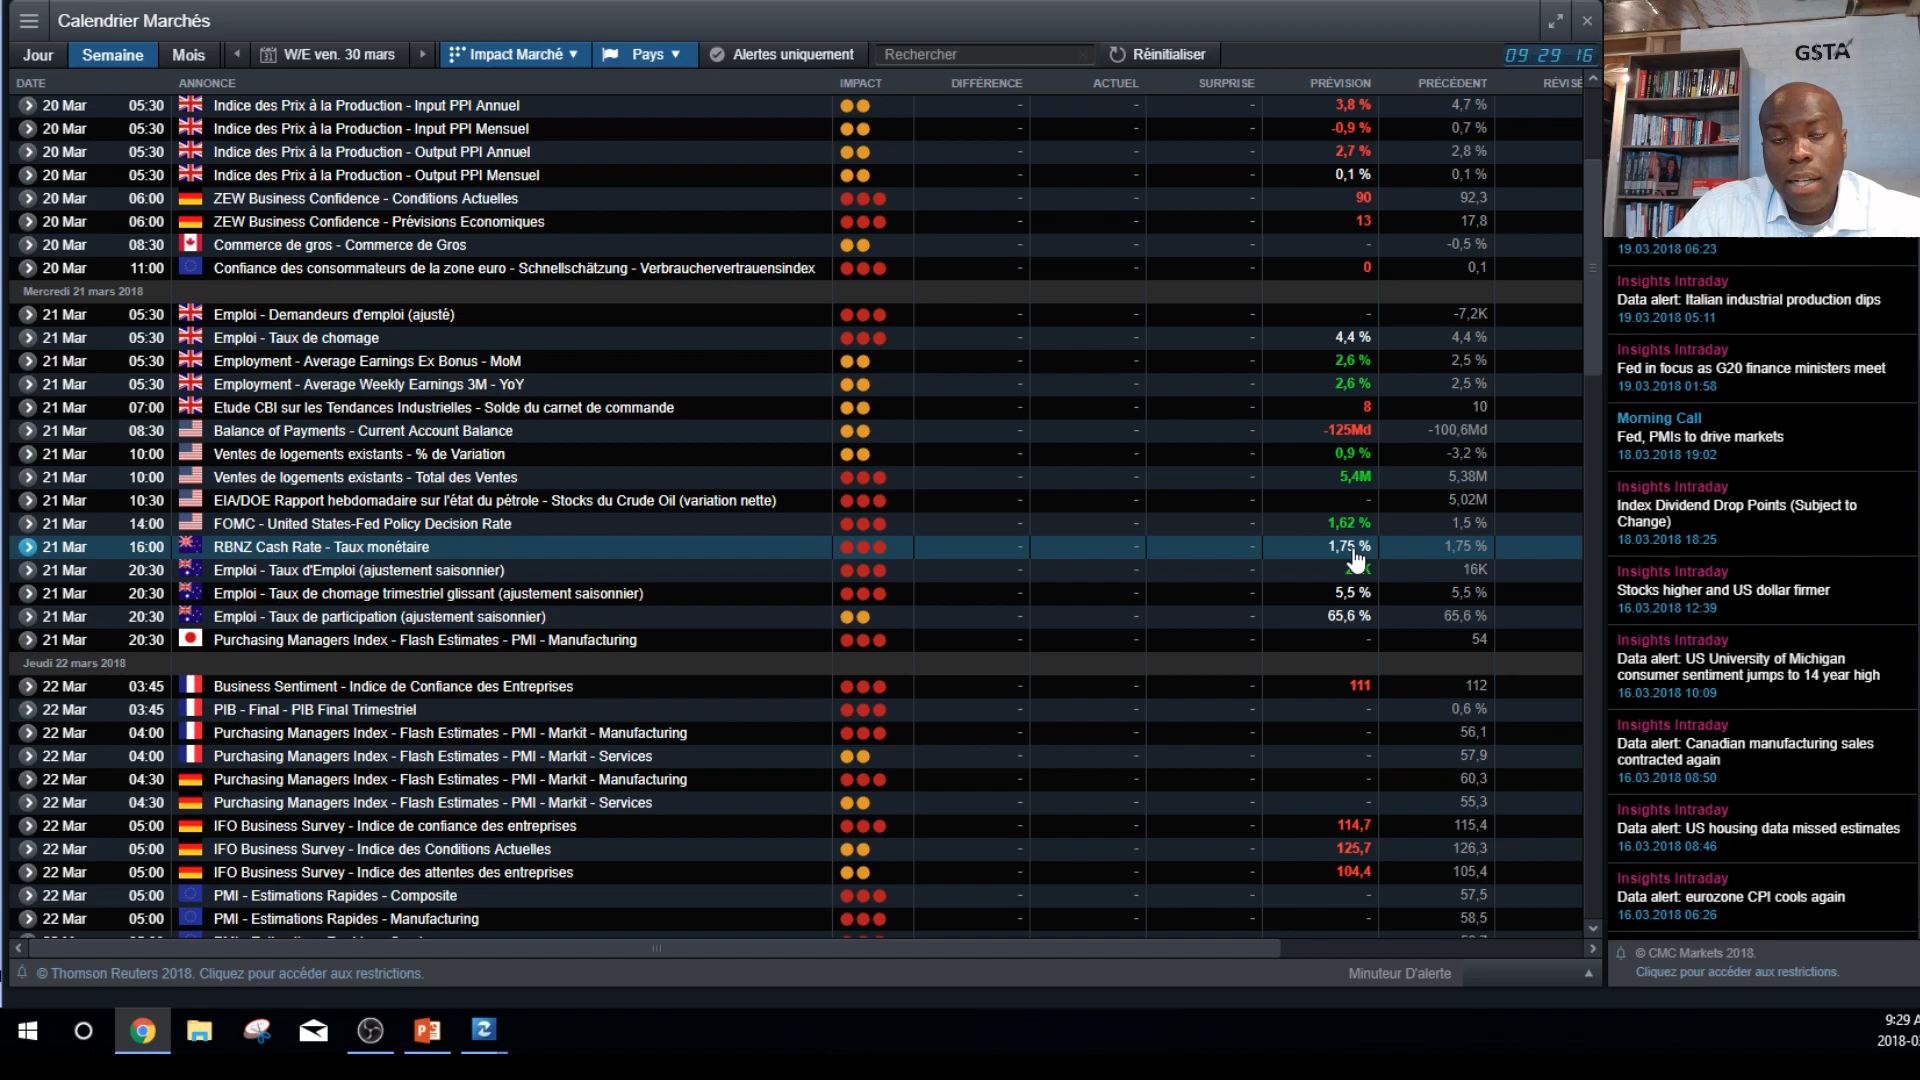 Calendrier Marchés
Jour Semaine Mois W/E ven. 30 mars Impact Marché ▼ Pays ▼ Alertes uniquement Rechercher Réinitialiser 09 29 16
DATE ANNONCE IMPACT DIFFÉRENCE ACTUEL SURPRISE PRÉVISION PRÉCÉDENT RÉVISÉ
20 Mar 05:30 Indice des Prix à la Production - Input PPI Annuel - - - 3,8 % 4,7 %
20 Mar 05:30 Indice des Prix à la Production - Input PPI Mensuel - - - -0,9 % 0,7 %
20 Mar 05:30 Indice des Prix à la Production - Output PPI Annuel - - - 2,7 % 2,8 %
20 Mar 05:30 Indice des Prix à la Production - Output PPI Mensuel - - - 0,1 % 0,1 %
20 Mar 06:00 ZEW Business Confidence - Conditions Actuelles - - - 90 92,3
20 Mar 06:00 ZEW Business Confidence - Prévisions Economiques - - - 13 17,8
20 Mar 08:30 Commerce de gros - Commerce de Gros - - - - -0,5 %
20 Mar 11:00 Confiance des consommateurs de la zone euro - Schnellschätzung - Verbrauchervertrauensindex - - - 0 0,1
Mercredi 21 mars 2018
21 Mar 05:30 Emploi - Demandeurs d'emploi (ajusté) - - - - -7,2K
21 Mar 05:30 Emploi - Taux de chomage - - - 4,4 % 4,4 %
21 Mar 05:30 Employment - Average Earnings Ex Bonus - MoM - - - 2,6 % 2,5 %
21 Mar 05:30 Employment - Average Weekly Earnings 3M - YoY - - - 2,6 % 2,5 %
21 Mar 07:00 Etude CBI sur les Tendances Industrielles - Solde du carnet de commande - - - 8 10
21 Mar 08:30 Balance of Payments - Current Account Balance - - - -125Md -100,6Md
21 Mar 10:00 Ventes de logements existants - % de Variation - - - 0,9 % -3,2 %
21 Mar 10:00 Ventes de logements existants - Total des Ventes - - - 5,4M 5,38M
21 Mar 10:30 EIA/DOE Rapport hebdomadaire sur l'état du pétrole - Stocks du Crude Oil (variation nette) - - - - 5,02M
21 Mar 14:00 FOMC - United States-Fed Policy Decision Rate - - - 1,62 % 1,5 %
21 Mar 16:00 RBNZ Cash Rate - Taux monétaire - - - 1,75 % 1,75 %
21 Mar 20:30 Emploi - Taux d'Emploi (ajustement saisonnier) - - - 16K
21 Mar 20:30 Emploi - Taux de chomage trimestriel glissant (ajustement saisonnier) - - - 5,5 % 5,5 %
21 Mar 20:30 Emploi - Taux de participation (ajustement saisonnier) - - - 65,6 % 65,6 %
21 Mar 20:30 Purchasing Managers Index - Flash Estimates - PMI - Manufacturing - - - - 54
Jeudi 22 mars 2018
22 Mar 03:45 Business Sentiment - Indice de Confiance des Entreprises - - - 111 112
22 Mar 03:45 PIB - Final - PIB Final Trimestriel - - - - 0,6 %
22 Mar 04:00 Purchasing Managers Index - Flash Estimates - PMI - Markit - Manufacturing - - - - 56,1
22 Mar 04:00 Purchasing Managers Index - Flash Estimates - PMI - Markit - Services - - - - 57,9
22 Mar 04:30 Purchasing Managers Index - Flash Estimates - PMI - Markit - Manufacturing - - - - 60,3
22 Mar 04:30 Purchasing Managers Index - Flash Estimates - PMI - Markit - Services - - - - 55,3
22 Mar 05:00 IFO Business Survey - Indice de confiance des entreprises - - - 114,7 115,4
22 Mar 05:00 IFO Business Survey - Indice des Conditions Actuelles - - - 125,7 126,3
22 Mar 05:00 IFO Business Survey - Indice des attentes des entreprises - - - 104,4 105,4
22 Mar 05:00 PMI - Estimations Rapides - Composite - - - - 57,5
22 Mar 05:00 PMI - Estimations Rapides - Manufacturing - - - - 58,5
© Thomson Reuters 2018. Cliquez pour accéder aux restrictions. Minuteur D'alerte
GSTA
19.03.2018 06:23
Insights Intraday
Data alert: Italian industrial production dips
19.03.2018 05:11
Insights Intraday
Fed in focus as G20 finance ministers meet
19.03.2018 01:58
Morning Call
Fed, PMIs to drive markets
18.03.2018 19:02
Insights Intraday
Index Dividend Drop Points (Subject to
Change)
16.03.2018 18:25
Insights Intraday
Stocks higher and US dollar firmer
16.03.2018 12:39
Insights Intraday
Data alert: US University of Michigan
consumer sentiment jumps to 14 year high
16.03.2018 10:09
Insights Intraday
Data alert: Canadian manufacturing sales
contracted again
16.03.2018 08:50
Insights Intraday
Data alert: US housing data missed estimates
16.03.2018 08:46
Insights Intraday
Data alert: eurozone CPI cools again
16.03.2018 06:26
© CMC Markets 2018.
Cliquez pour accéder aux restrictions.
9:29 A
2018-0